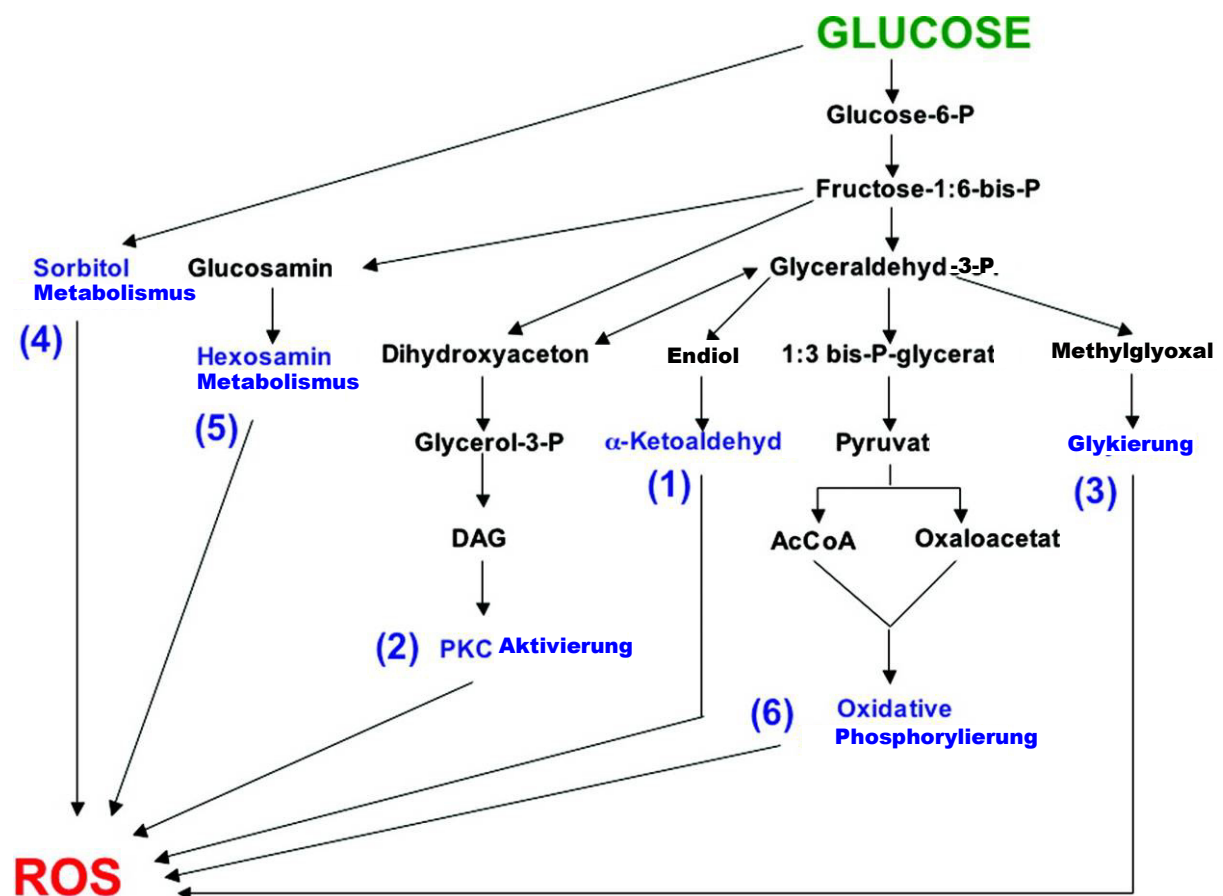 GLUCOSE
Glucose-6-P
Fructose-1:6-bis-P
Sorbitol
Metabolismus
(4)
Glucosamin
Glyceraldehyd-3-P
Hexosamin
Metabolismus
(5)
Dihydroxyaceton
Endiol
1:3 bis-P-glycerat
Methylglyoxal
Glycerol-3-P
α-Ketoaldehyd
(1)
Pyruvat
Glykierung
(3)
DAG
AcCoA
Oxaloacetat
(2) PKC Aktivierung
(6) Oxidative
Phosphorylierung
ROS